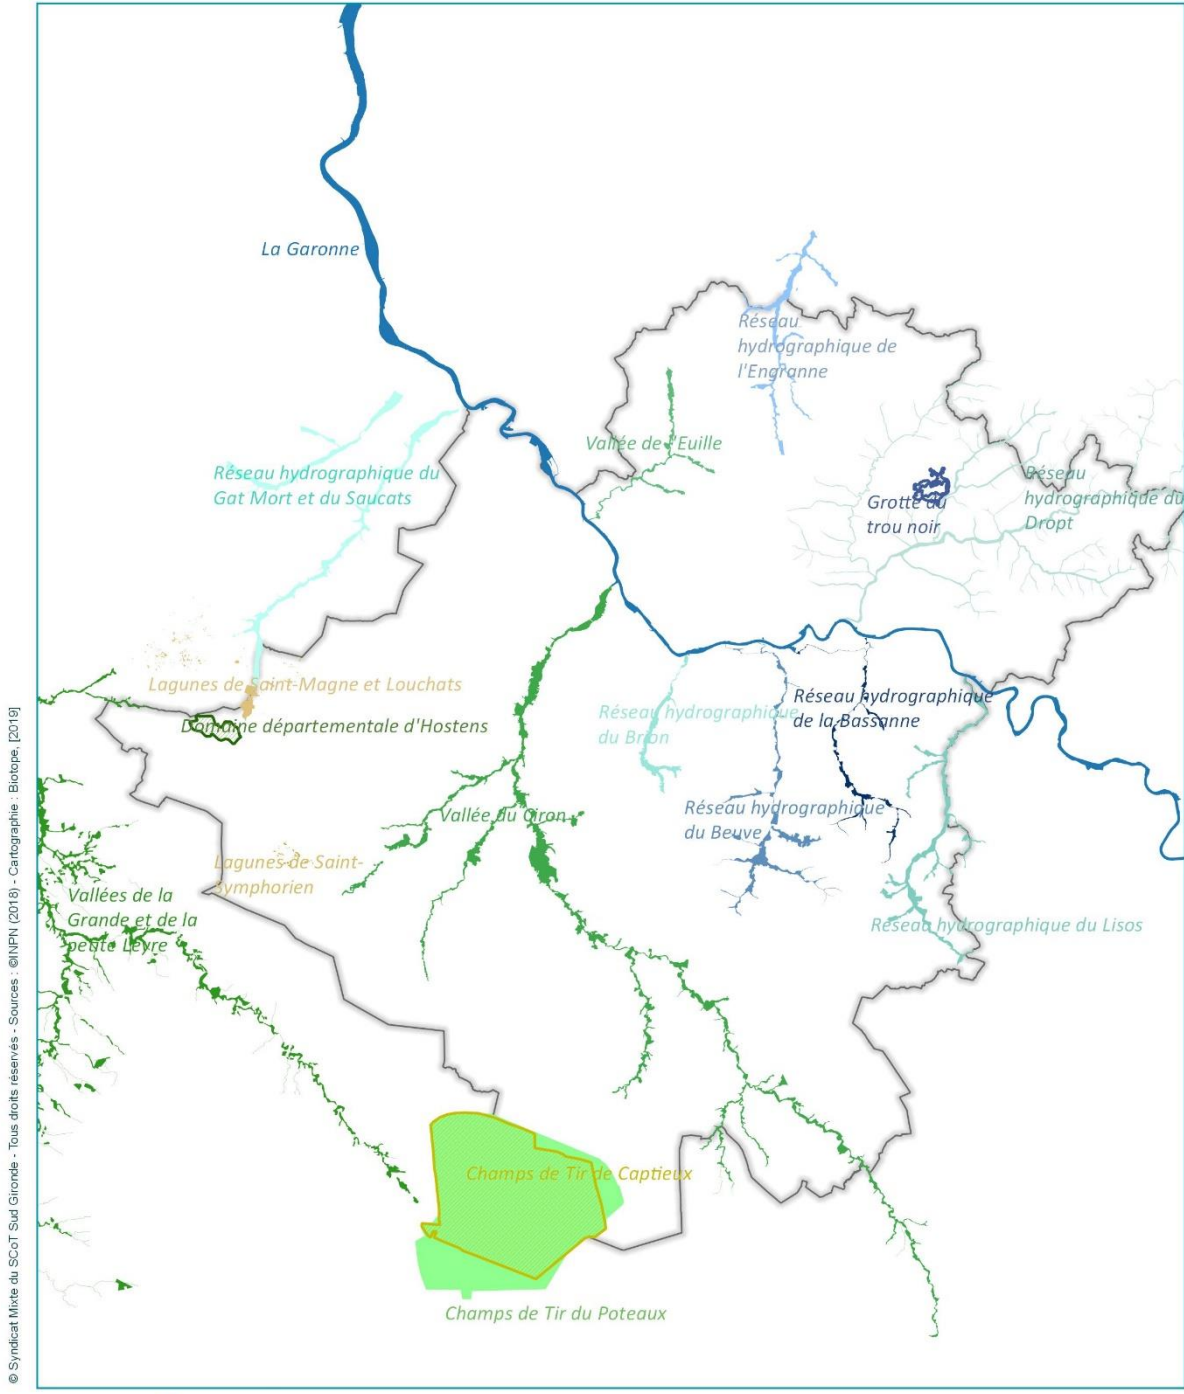 La Garonne
Réseau
hydrographique de
l'Engranne
Vallée de l'Euille
Réseau hydrographique du
Gat Mort et du Saucats
Réseau
hydrographique du
Dropt
Grotte du
trou noir
Lagunes de Saint-Magne et Louchats
Domaine départementale d'Hostens
Réseau hydrographique
du Brion
Réseau hydrographique
de la Bassanne
Vallée du Ciron
Réseau hydrographique
du Beuve
Lagunes de Saint-
Symphorien
Vallées de la
Grande et de la
petite Leyre
Réseau hydrographique du Lisos
Champs de Tir de Captieux
Champs de Tir du Poteaux
© Syndicat Mixte du SCoT Sud Gironde - Tous droits réservés - Sources : ©INPN (2018) - Cartographie : Biotope, [2019]